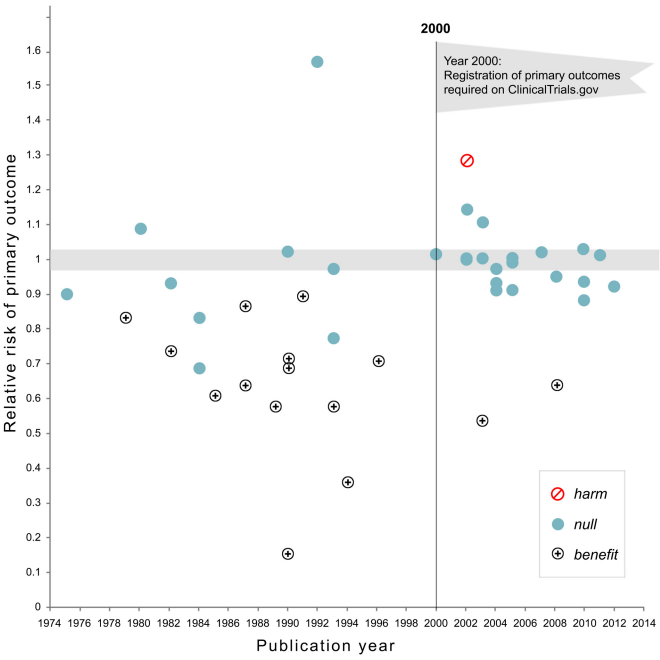 2000
Year 2000:
Registration of primary outcomes
required on ClinicalTrials.gov
Relative risk of primary outcome
1.6
1.5
1.4
1.3
1.2
1.1
1
0.9
0.8
0.7
0.6
0.5
0.4
0.3
0.2
0.1
0
harm
null
benefit
1974 1976 1978 1980 1982 1984 1986 1988 1990 1992 1994 1996 1998 2000 2002 2004 2006 2008 2010 2012 2014
Publication year